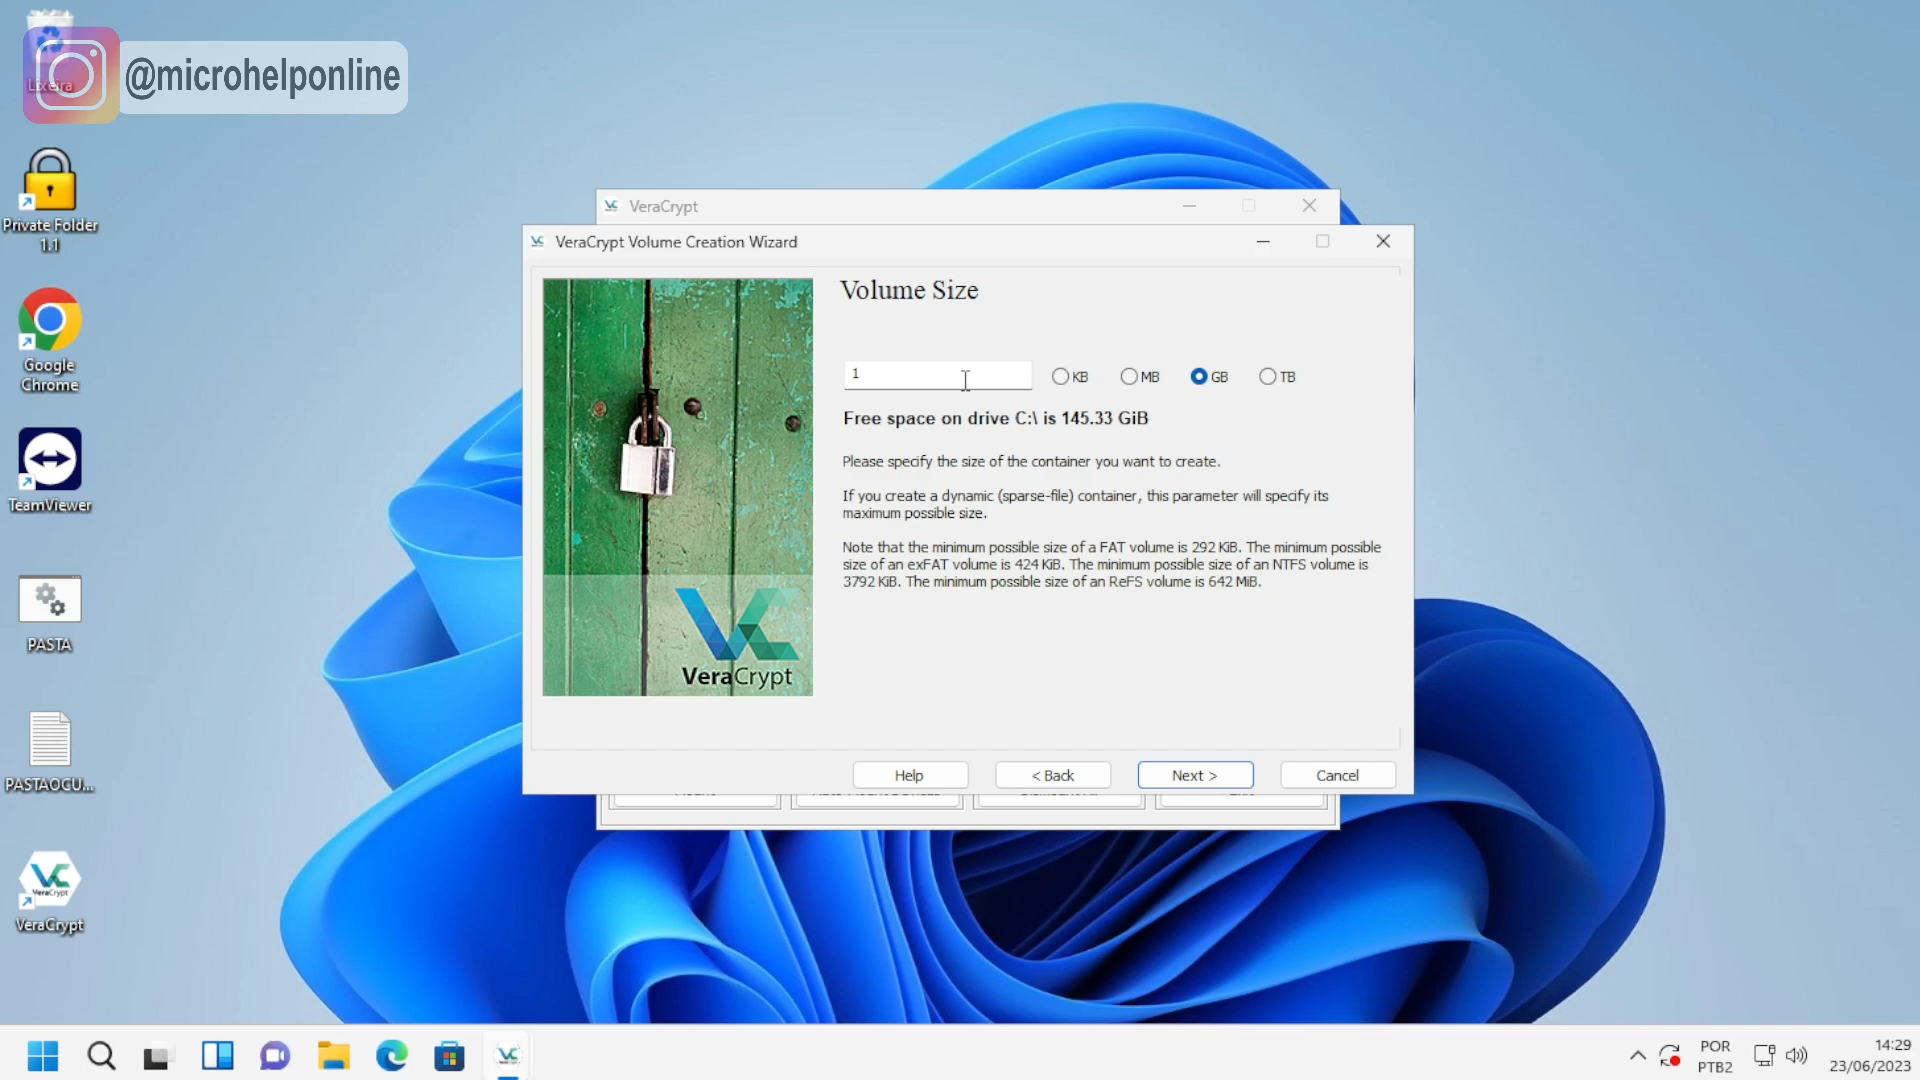 @microhelponline
Lixeira
Private Folder
1.1
Google
Chrome
TeamViewer
PASTA
PASTAOCU...
VeraCrypt
VeraCrypt
VeraCrypt
VeraCrypt Volume Creation Wizard
Volume Size
1
KB
MB
GB
TB
Free space on drive C:\ is 145.33 GiB
Please specify the size of the container you want to create.
If you create a dynamic (sparse-file) container, this parameter will specify its
maximum possible size.
Note that the minimum possible size of a FAT volume is 292 KiB. The minimum possible
size of an exFAT volume is 424 KiB. The minimum possible size of an NTFS volume is
3792 KiB. The minimum possible size of an ReFS volume is 642 MiB.
VeraCrypt
Help
< Back
Next >
Cancel
POR
PTB2
14:29
23/06/2023